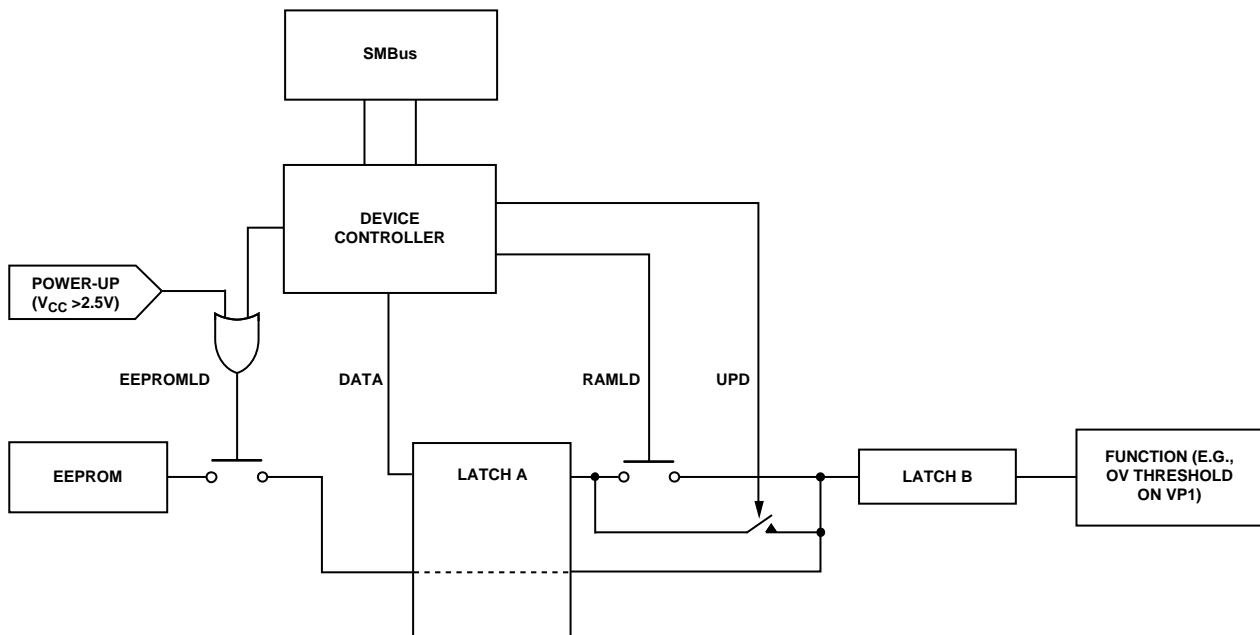 SMBus
DEVICE
CONTROLLER
POWER-UP
(VCC >2.5V)
EEPROMLD
DATA
RAMLD
UPD
EEPROM
LATCH A
LATCH B
FUNCTION (E.G.,
OV THRESHOLD
ON VP1)